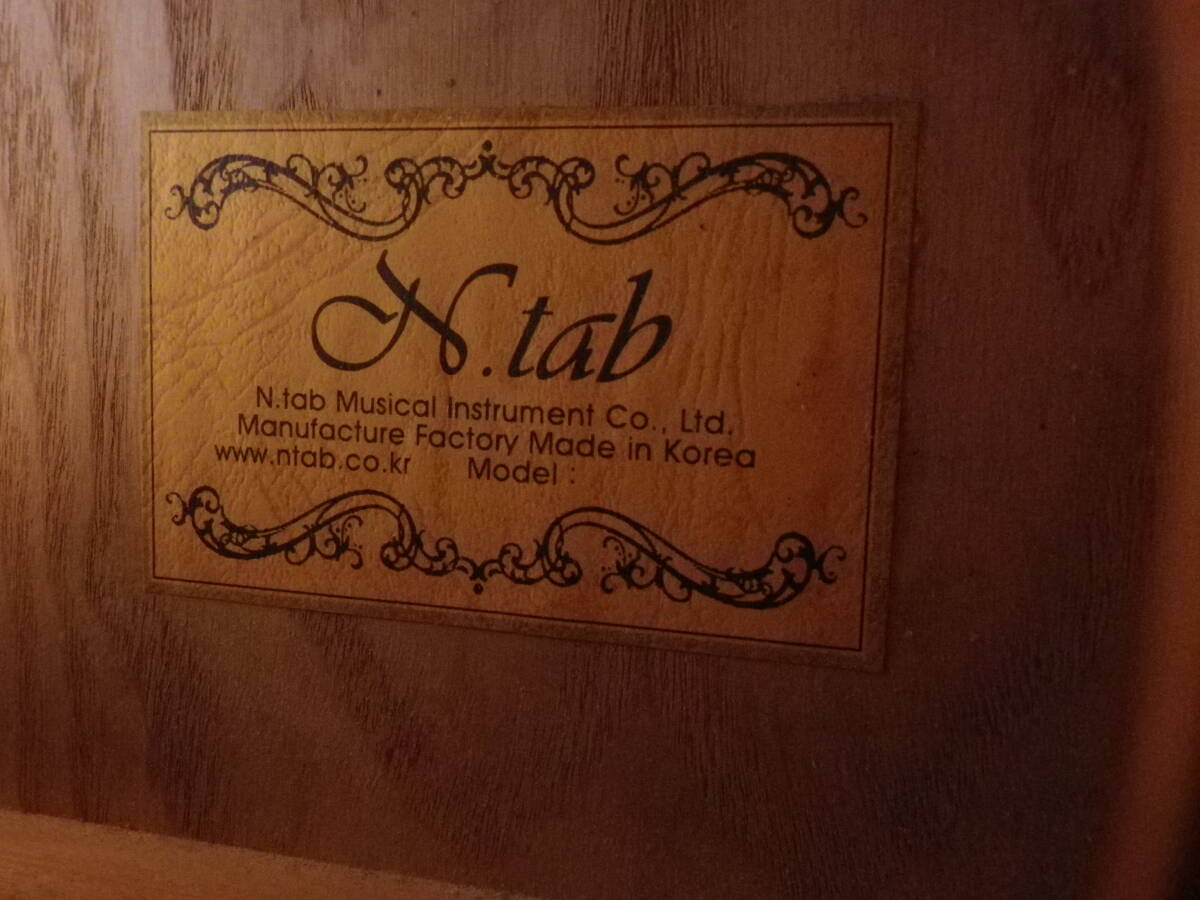 N.tab
N.tab Musical Instrument Co., Ltd.
Manufacture Factory Made in Korea
www.ntab.co.kr Model :